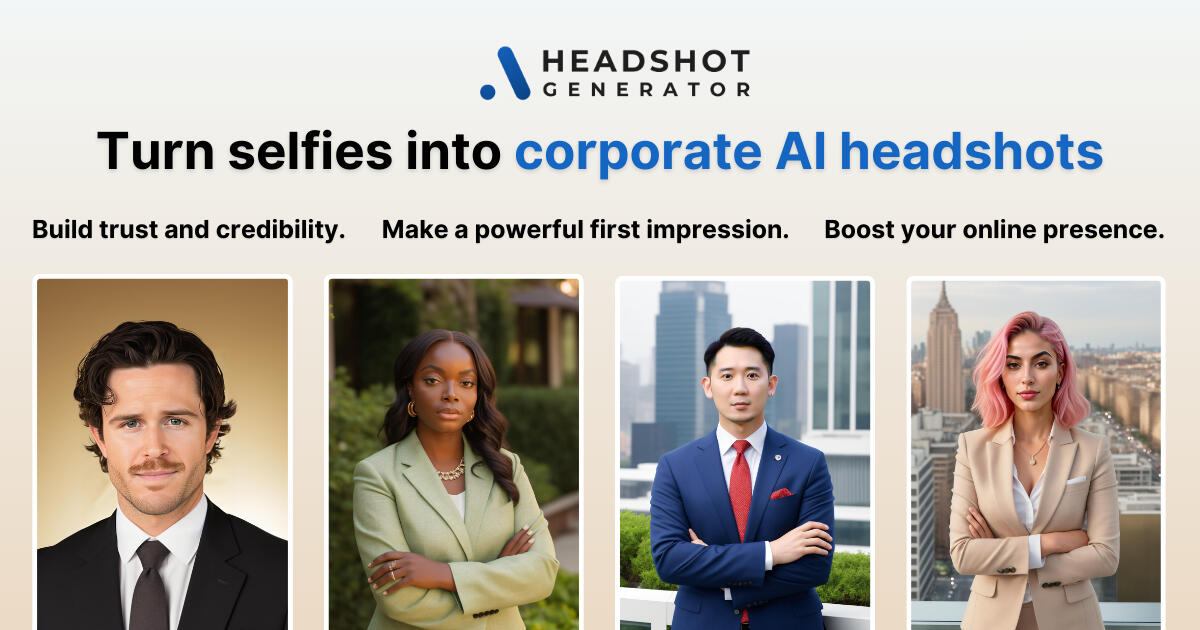 HEADSHOT
GENERATOR
Turn selfies into corporate AI headshots
Build trust and credibility. Make a powerful first impression. Boost your online presence.